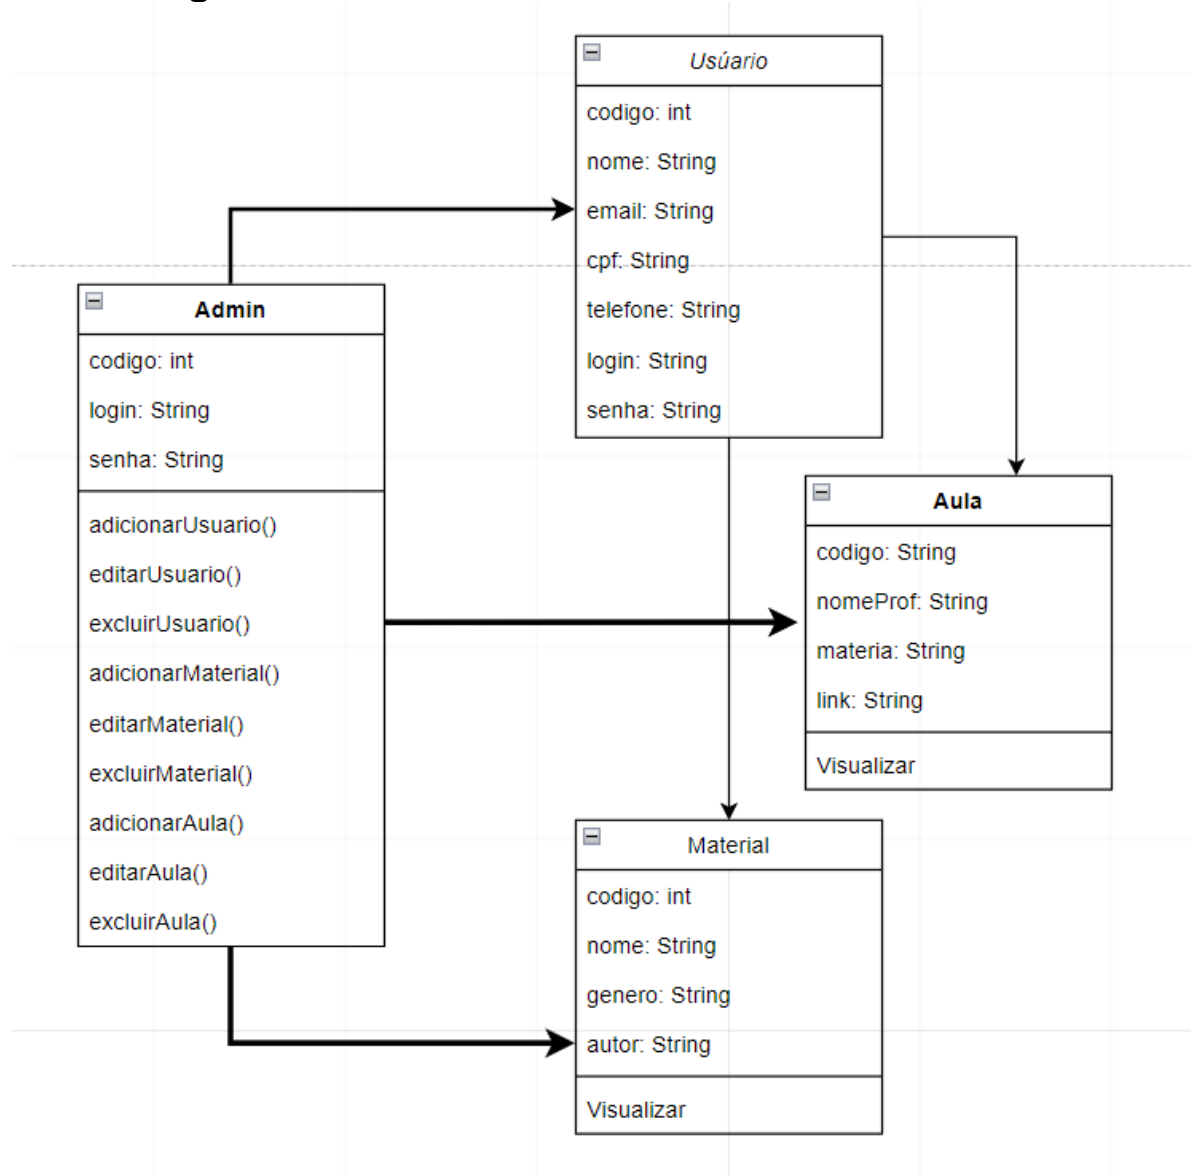 Usúario
codigo: int
nome: String
email: String
cpf: String
telefone: String
login: String
senha: String
Admin
codigo: int
login: String
senha: String
adicionarUsuario()
editarUsuario()
excluirUsuario()
adicionarMaterial()
editarMaterial()
excluirMaterial()
adicionarAula()
editarAula()
excluirAula()
Aula
codigo: String
nomeProf: String
materia: String
link: String
Visualizar
Material
codigo: int
nome: String
genero: String
autor: String
Visualizar